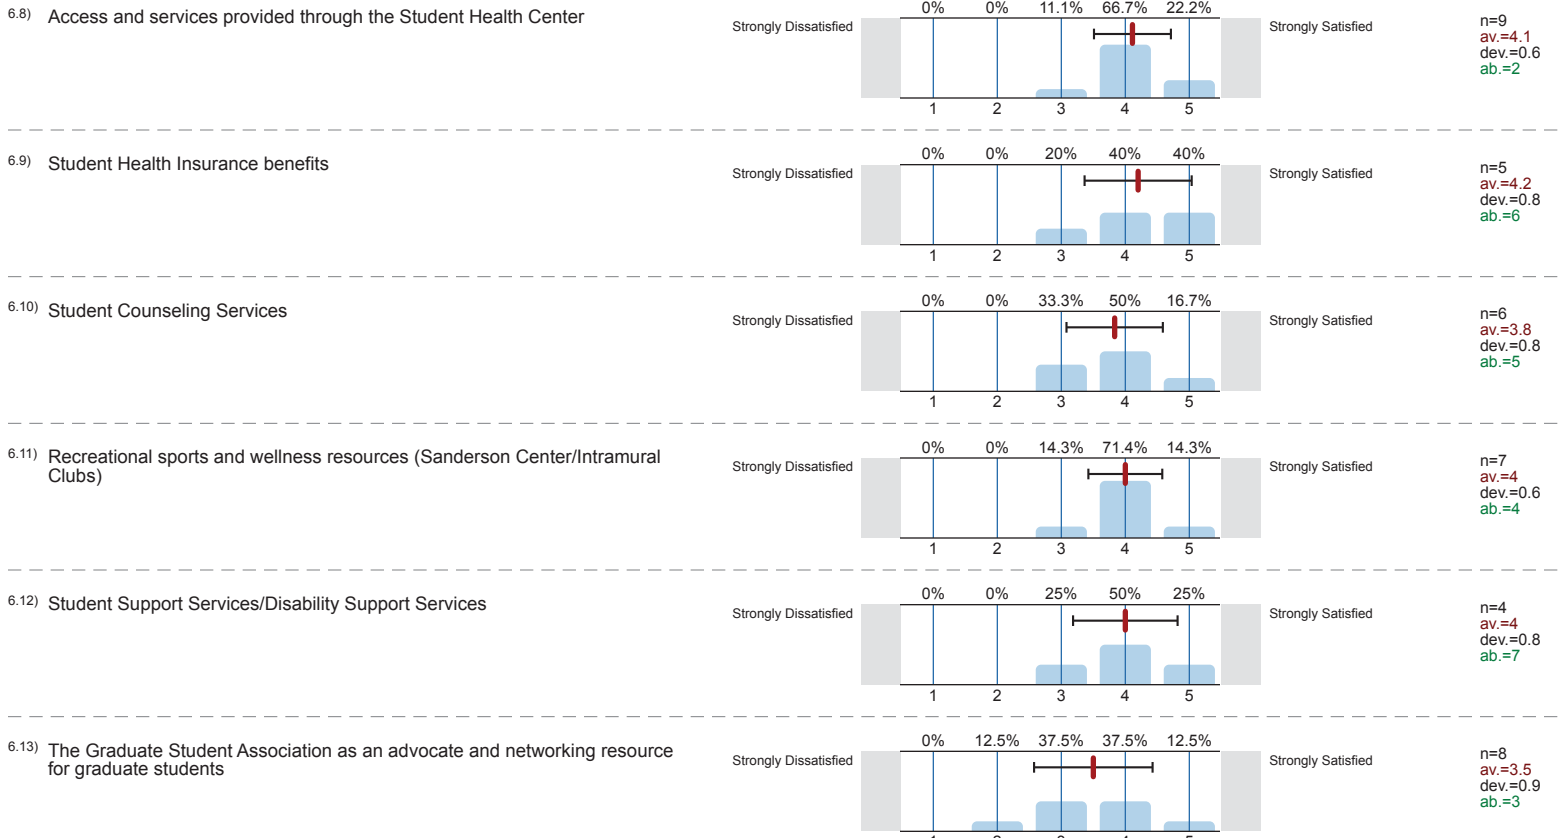 6.8) Access and services provided through the Student Health Center
0% 0% 11.1% 66.7% 22.2%
Strongly Dissatisfied Strongly Satisfied
n=9
av.=4.1
dev.=0.6
ab.=2
1 2 3 4 5
6.9) Student Health Insurance benefits
0% 0% 20% 40% 40%
Strongly Dissatisfied Strongly Satisfied
n=5
av.=4.2
dev.=0.8
ab.=6
1 2 3 4 5
6.10) Student Counseling Services
0% 0% 33.3% 50% 16.7%
Strongly Dissatisfied Strongly Satisfied
n=6
av.=3.8
dev.=0.8
ab.=5
1 2 3 4 5
6.11) Recreational sports and wellness resources (Sanderson Center/Intramural
Clubs)
0% 0% 14.3% 71.4% 14.3%
Strongly Dissatisfied Strongly Satisfied
n=7
av.=4
dev.=0.6
ab.=4
1 2 3 4 5
6.12) Student Support Services/Disability Support Services
0% 0% 25% 50% 25%
Strongly Dissatisfied Strongly Satisfied
n=4
av.=4
dev.=0.8
ab.=7
1 2 3 4 5
6.13) The Graduate Student Association as an advocate and networking resource
for graduate students
0% 12.5% 37.5% 37.5% 12.5%
Strongly Dissatisfied Strongly Satisfied
n=8
av.=3.5
dev.=0.9
ab.=3